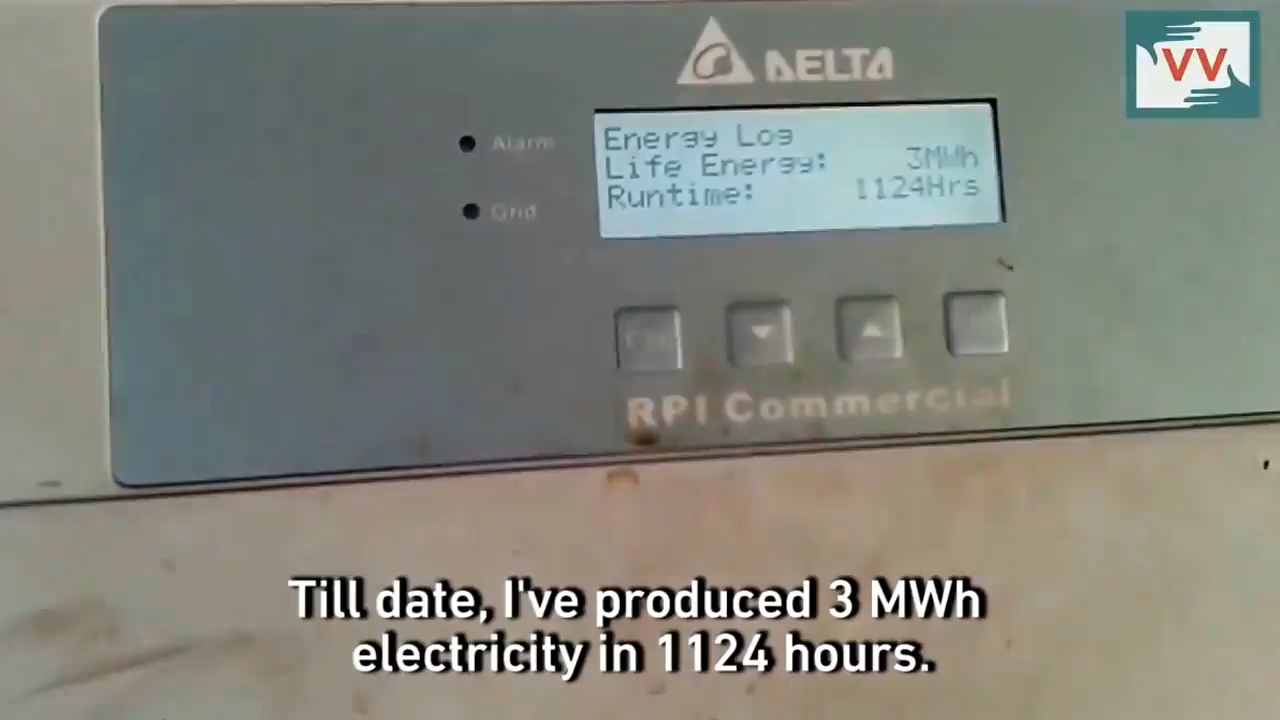 DELTA
VV
Alarm
Energy Log
Life Energy: 3MWh
Runtime: 1124Hrs
Grid
RPI Commercial
Till date, I've produced 3 MWh
electricity in 1124 hours.